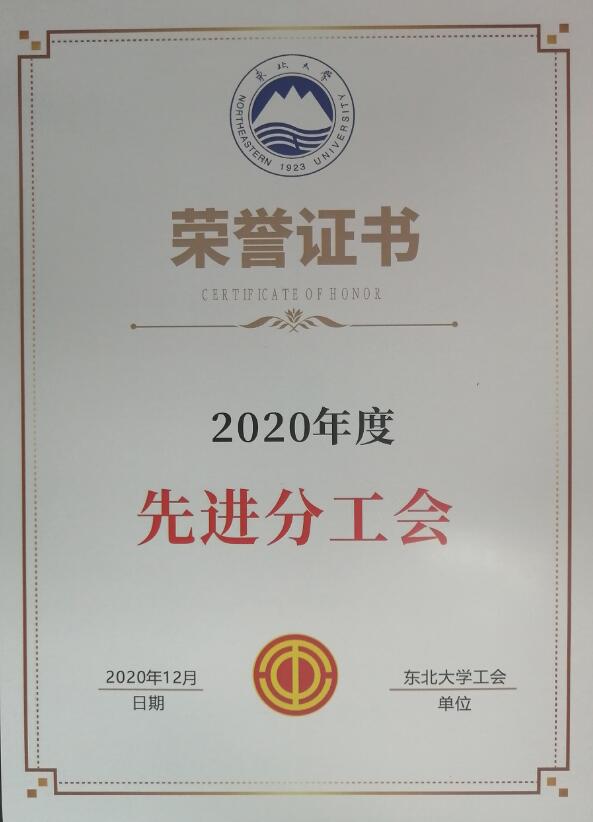 东北大学
NORTHEASTERN 1923 UNIVERSITY
荣誉证书
CERTIFICATE OF HONOR
2020年度
先进分工会
2020年12月
日期
东北大学工会
单位